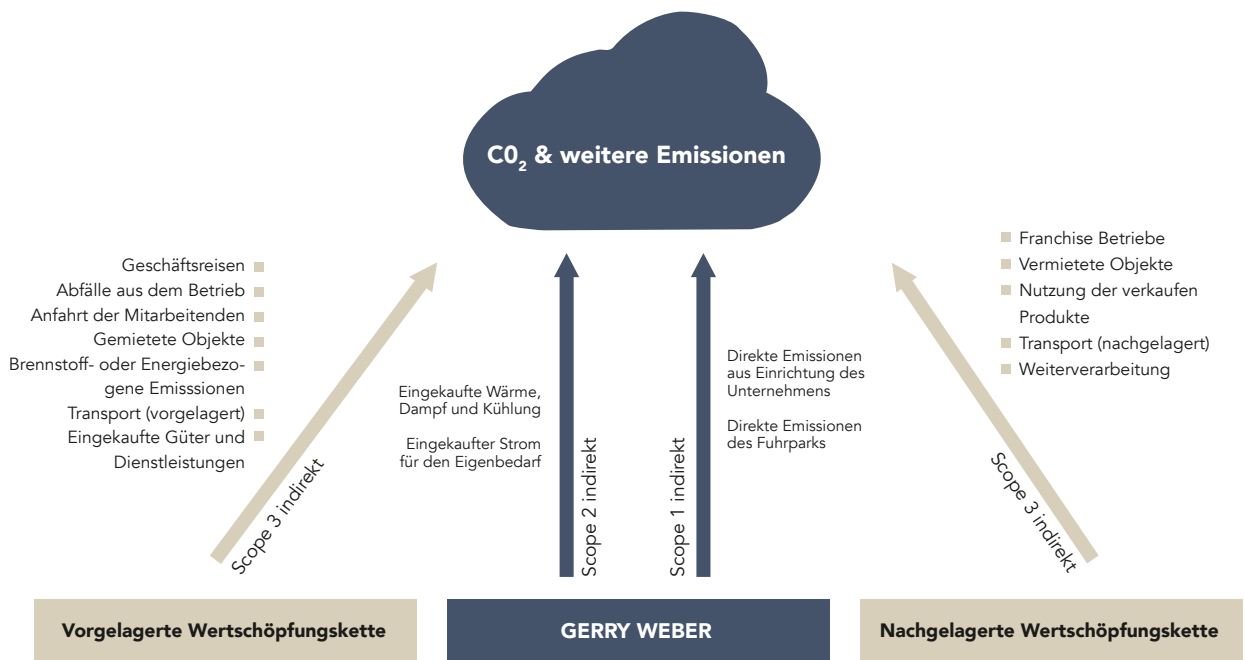 C0₂ & weitere Emissionen
Geschäftsreisen
Abfälle aus dem Betrieb
Anfahrt der Mitarbeitenden
Gemietete Objekte
Brennstoff- oder Energiebezo-
gene Emisssionen
Transport (vorgelagert)
Eingekaufte Güter und
Dienstleistungen
Scope 3 indirekt
Eingekaufte Wärme,
Dampf und Kühlung
Eingekaufter Strom
für den Eigenbedarf
Scope 2 indirekt
Scope 1 indirekt
Direkte Emissionen
aus Einrichtung des
Unternehmens
Direkte Emissionen
des Fuhrparks
Franchise Betriebe
Vermietete Objekte
Nutzung der verkaufen
Produkte
Transport (nachgelagert)
Weiterverarbeitung
Scope 3 indirekt
Vorgelagerte Wertschöpfungskette
GERRY WEBER
Nachgelagerte Wertschöpfungskette